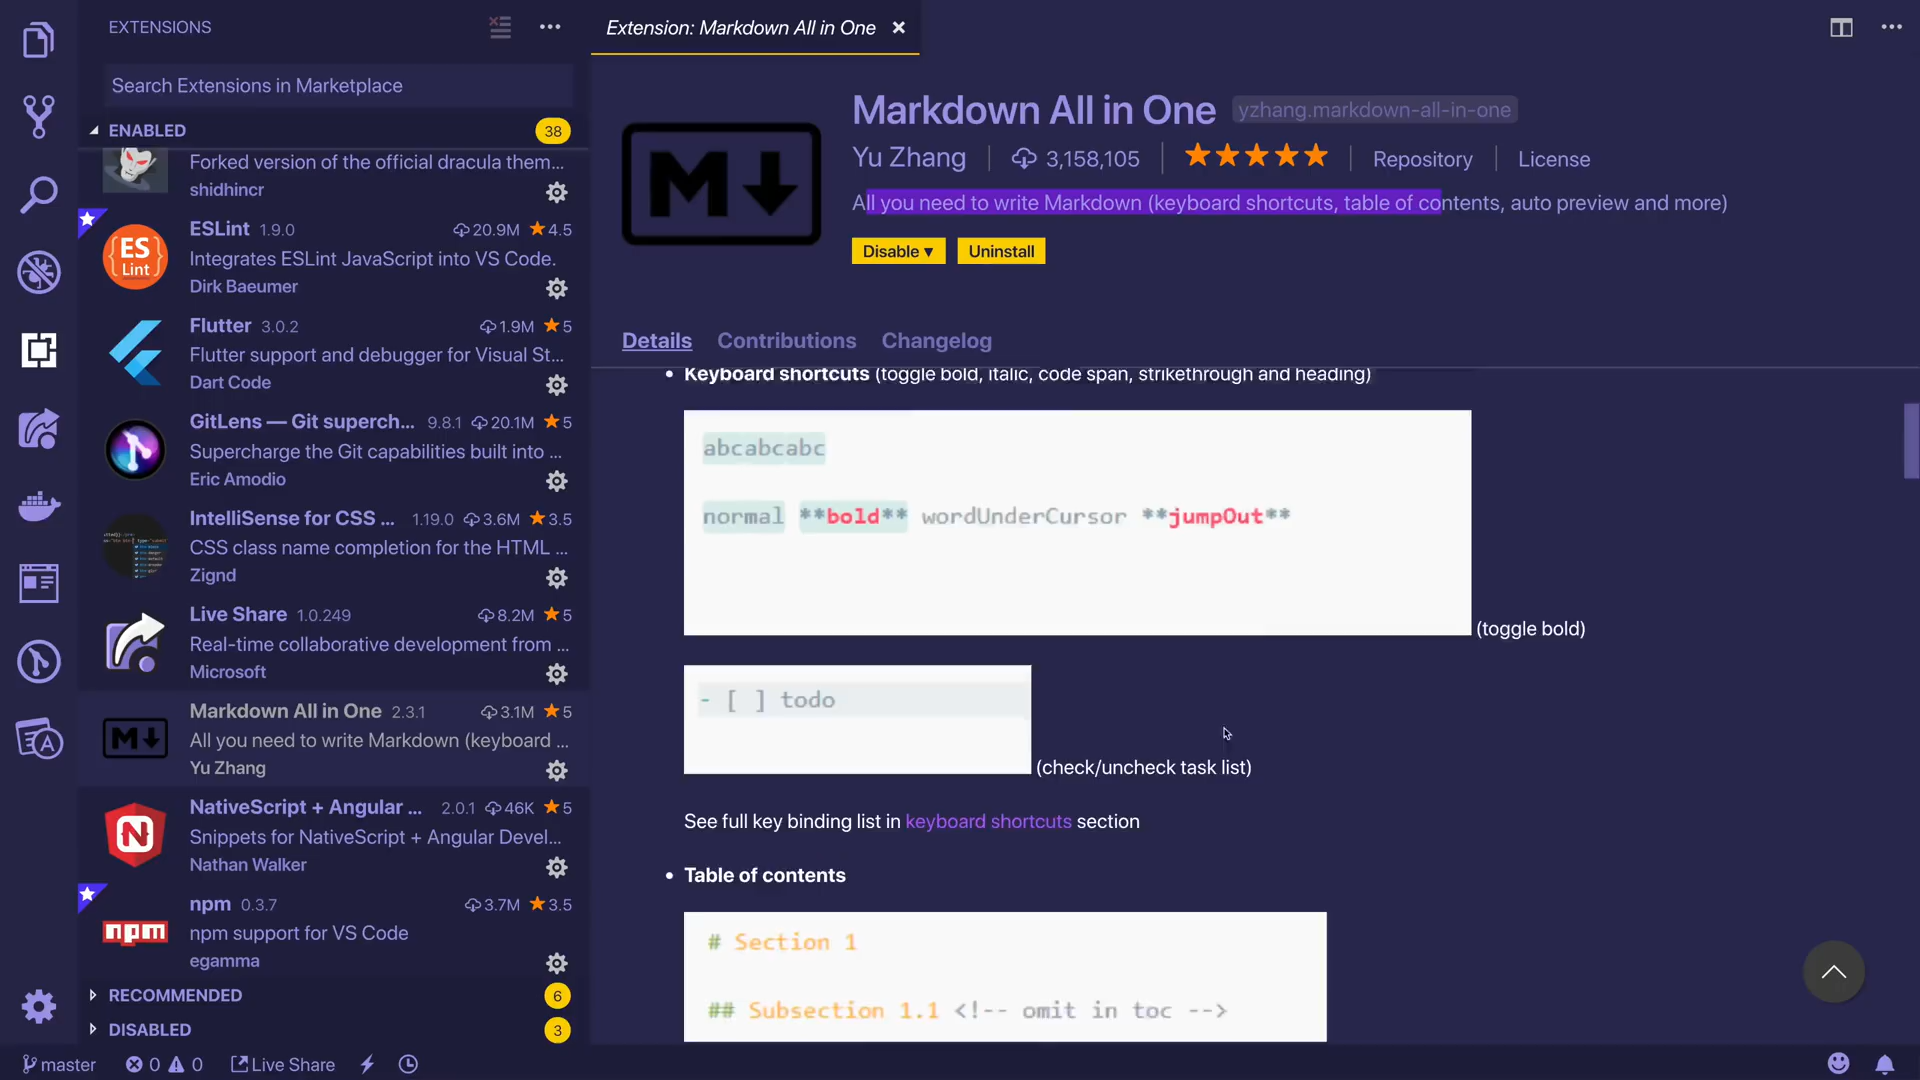 EXTENSIONS
Search Extensions in Marketplace
ENABLED 38
Forked version of the official dracula them...
shidhincr
ESLint 1.9.0 20.9M 4.5
Integrates ESLint JavaScript into VS Code.
Dirk Baeumer
Flutter 3.0.2 1.9M 5
Flutter support and debugger for Visual St...
Dart Code
GitLens — Git superch... 9.8.1 20.1M 5
Supercharge the Git capabilities built into ...
Eric Amodio
IntelliSense for CSS ... 1.19.0 3.6M 3.5
CSS class name completion for the HTML ...
Zignd
Live Share 1.0.249 8.2M 5
Real-time collaborative development from ...
Microsoft
Markdown All in One 2.3.1 3.1M 5
All you need to write Markdown (keyboard ...
Yu Zhang
NativeScript + Angular ... 2.0.1 46K 5
Snippets for NativeScript + Angular Devel...
Nathan Walker
npm 0.3.7 3.7M 3.5
npm support for VS Code
egamma
RECOMMENDED 6
DISABLED 3
ES
Lint
M
N
npm
Extension: Markdown All in One
M
Markdown All in One yzhang.markdown-all-in-one
Yu Zhang 3,158,105 Repository License
All you need to write Markdown (keyboard shortcuts, table of contents, auto preview and more)
Disable Uninstall
Details Contributions Changelog
• Keyboard shortcuts (toggle bold, italic, code span, strikethrough and heading)
abcabcabc
normal **bold** wordUnderCursor **jumpOut**
(toggle bold)
- [ ] todo
(check/uncheck task list)
See full key binding list in keyboard shortcuts section
• Table of contents
# Section 1
## Subsection 1.1 <!-- omit in toc -->
master 0 0 Live Share